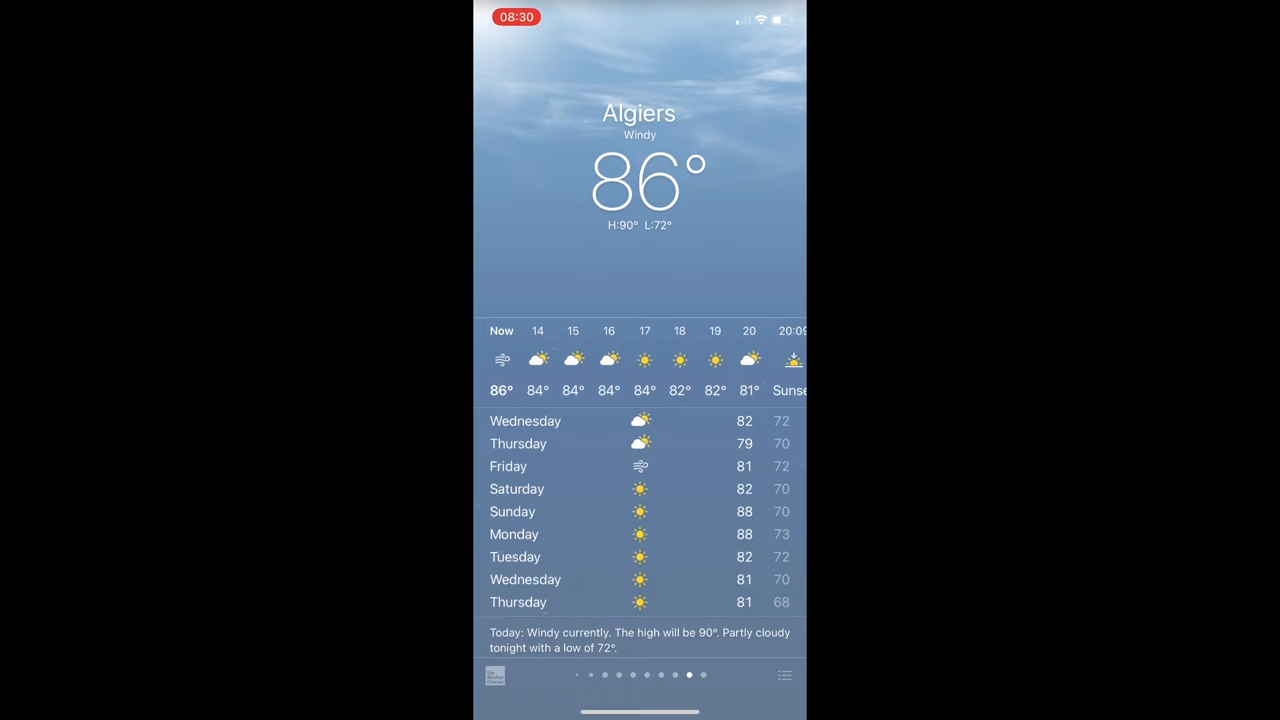 08:30
Algiers
Windy
86°
H:90° L:72°
Now 14 15 16 17 18 19 20 20:09
86° 84° 84° 84° 84° 82° 82° 81° Sunse
Wednesday 82 72
Thursday 79 70
Friday 81 72
Saturday 82 70
Sunday 88 70
Monday 88 73
Tuesday 82 72
Wednesday 81 70
Thursday 81 68
Today: Windy currently. The high will be 90°. Partly cloudy
tonight with a low of 72°.
The
Weather
Channel